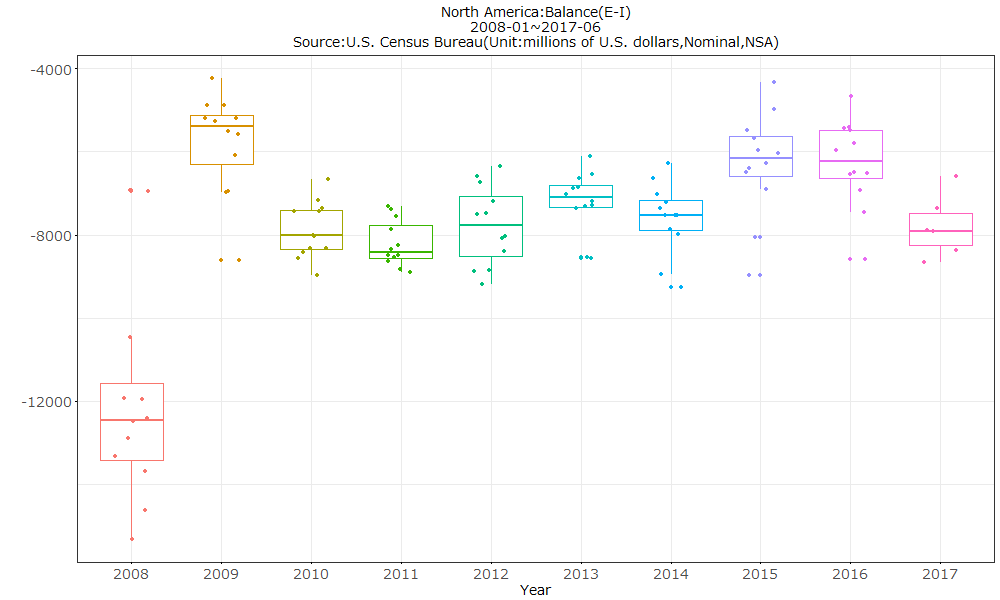 North America:Balance(E-I)
2008-01~2017-06
Source:U.S. Census Bureau(Unit:millions of U.S. dollars,Nominal,NSA)
-4000
-8000
-12000
2008 2009 2010 2011 2012 2013 2014 2015 2016 2017
Year